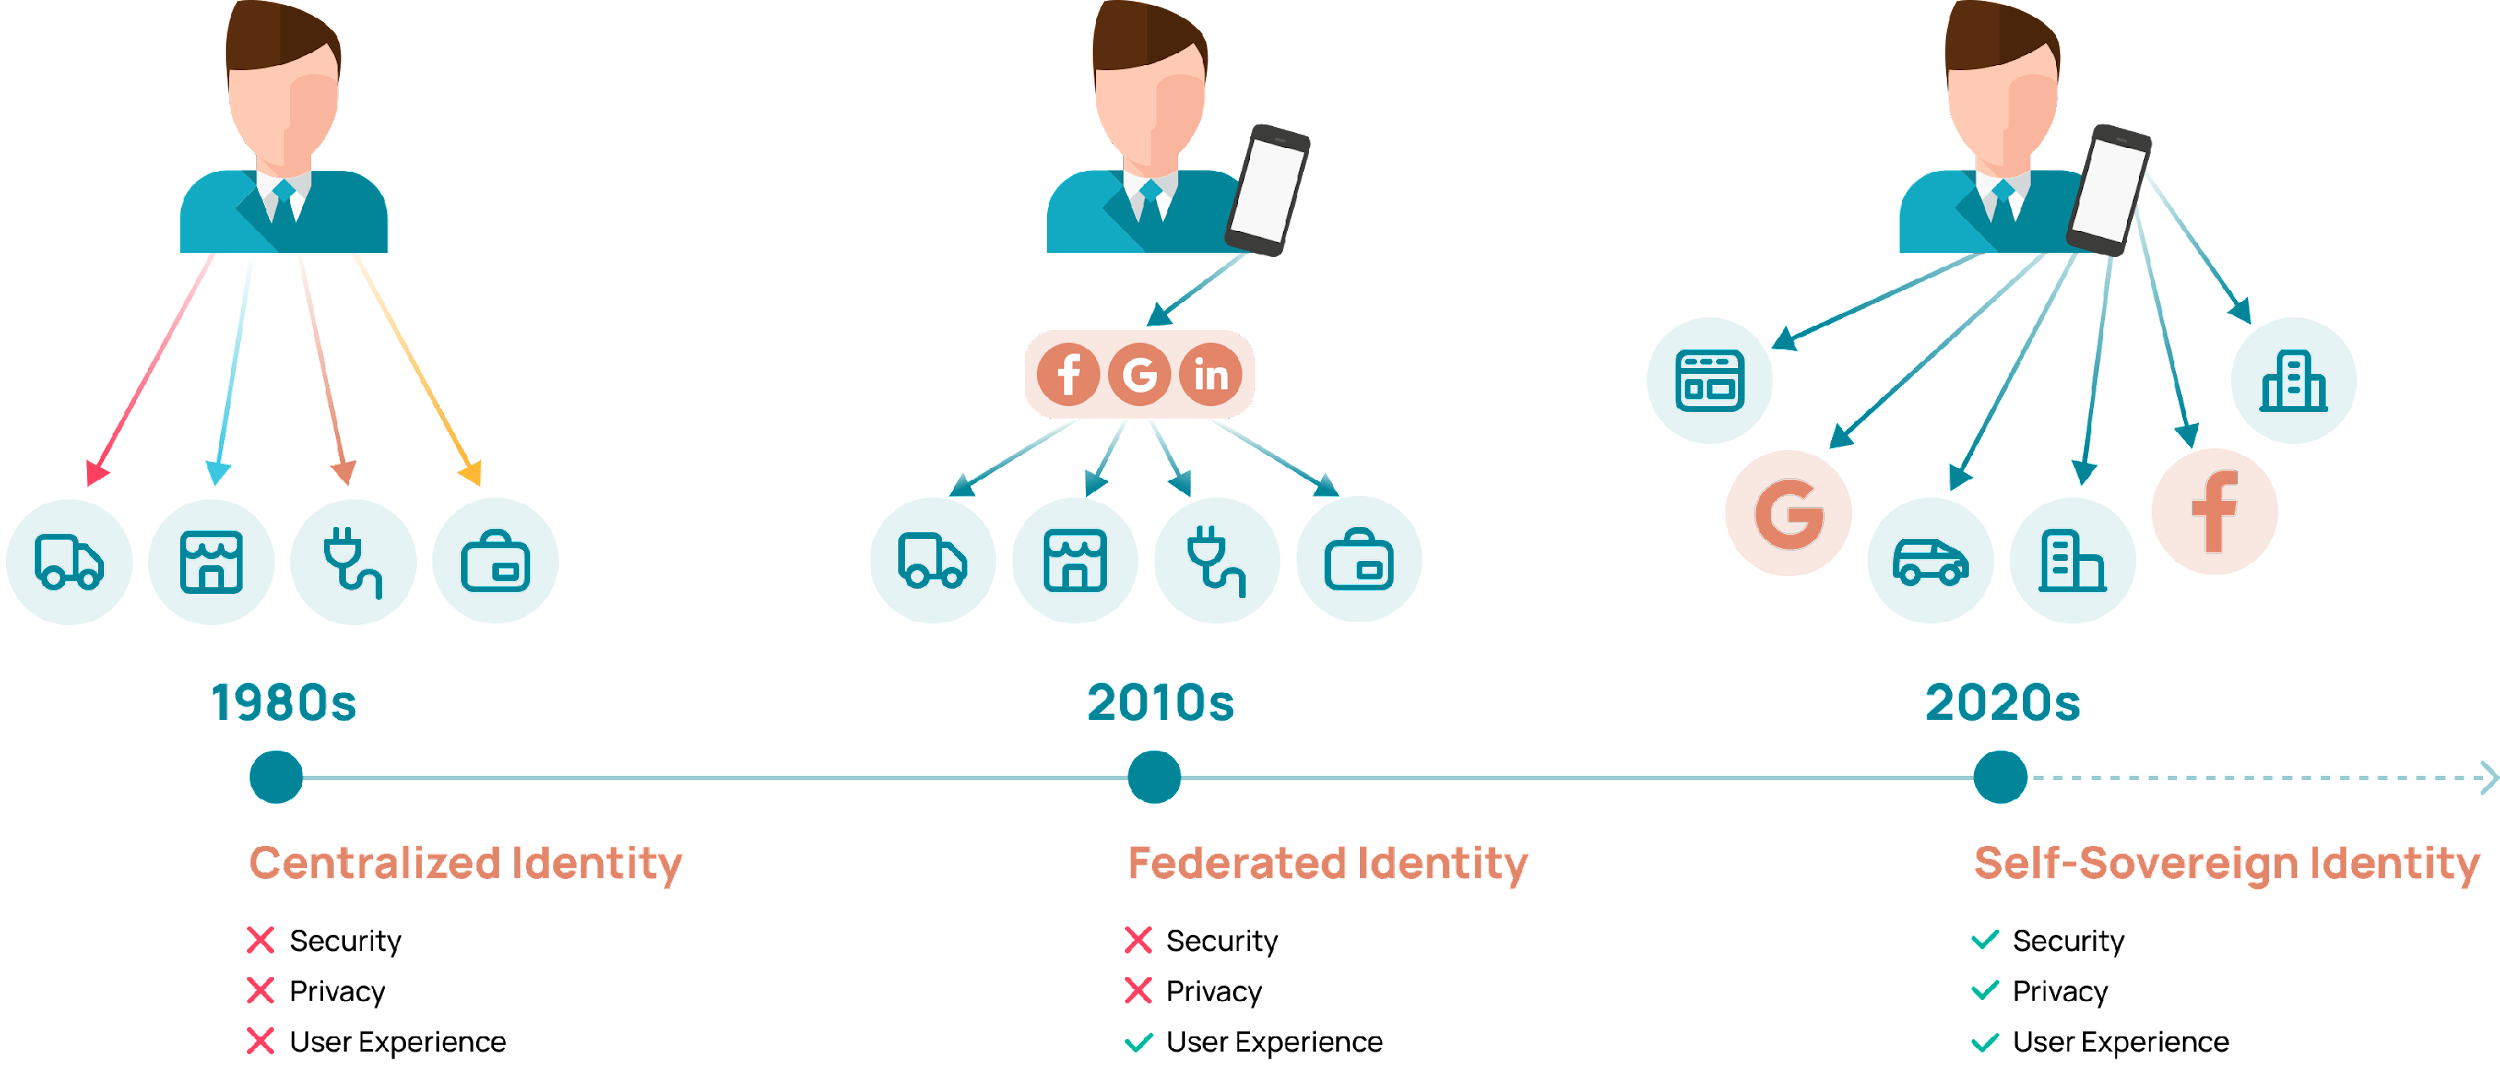 f G in
G
f
1980s
2010s
2020s
Centralized Identity
Security
Privacy
User Experience
Federated Identity
Security
Privacy
User Experience
Self-Sovereign Identity
Security
Privacy
User Experience